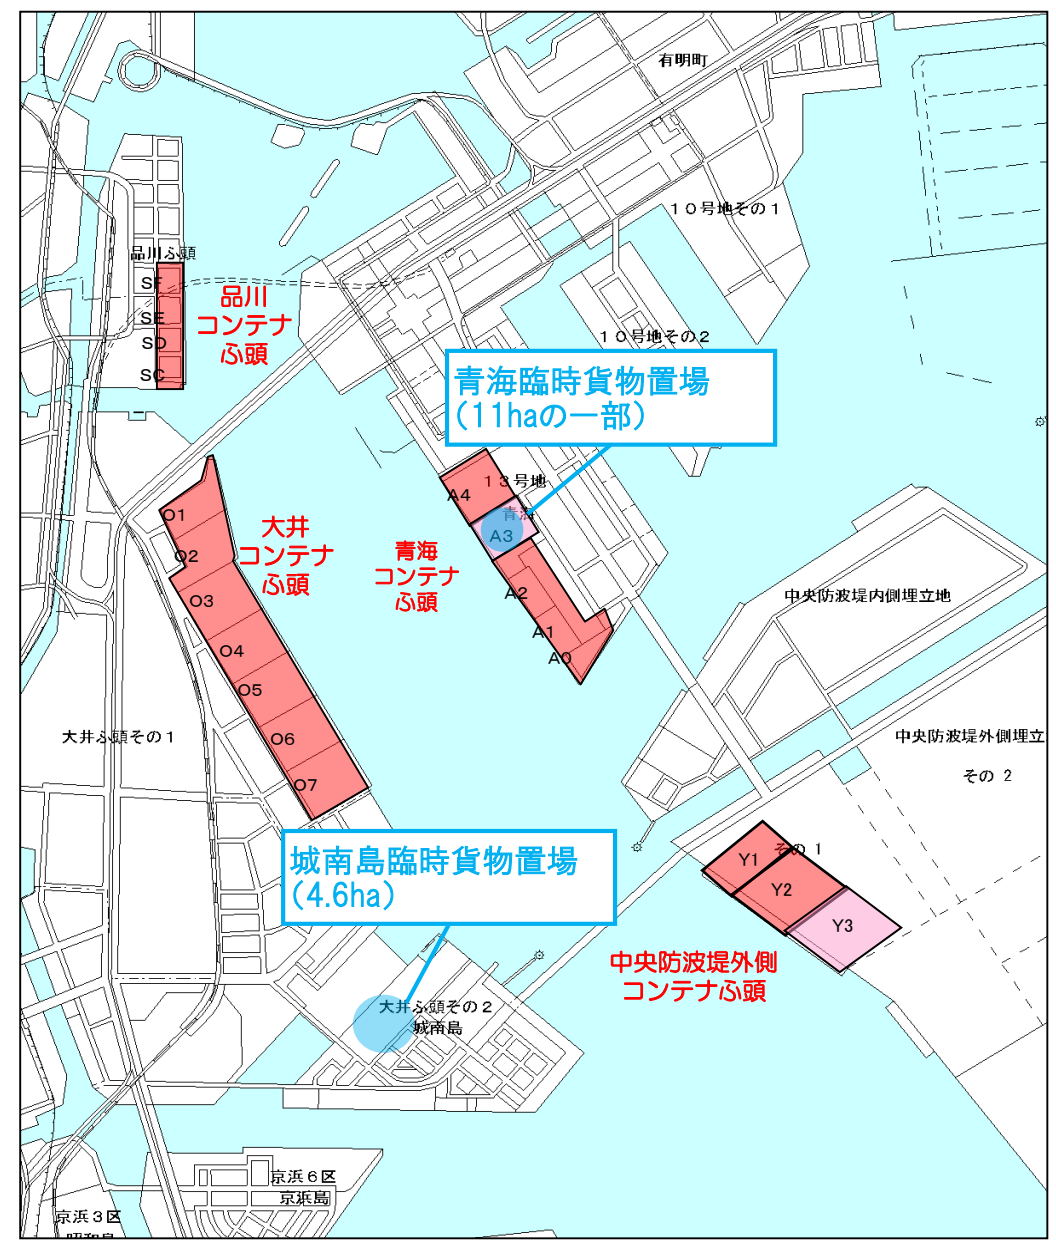 有明町
１０号地その１
品川ふ頭
SF
SE
SD
SC
品川
コンテナ
ふ頭
１０号地その２
青海臨時貨物置場
(11haの一部)
１３号地
青海
A4
A3
A2
A1
A0
青海
コンテナ
ふ頭
O1
O2
O3
O4
O5
O6
O7
大井
コンテナ
ふ頭
中央防波堤内側埋立地
大井ふ頭その１
中央防波堤外側埋立
その 2
その 1
Y1
Y2
Y3
城南島臨時貨物置場
(4.6ha)
中央防波堤外側
コンテナふ頭
大井ふ頭その２
城南島
京浜６区
京浜島
京浜３区